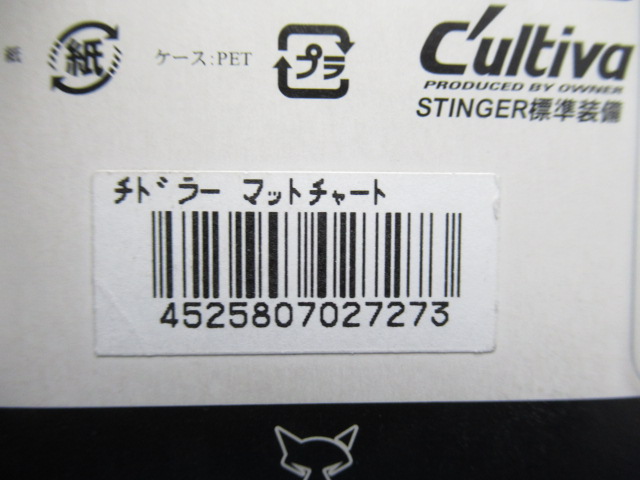 紙
紙
ケース:PET
プラ
C'ultiva
PRODUCED BY OWNER
STINGER標準装備
チドラー マットチャート
4525807027273